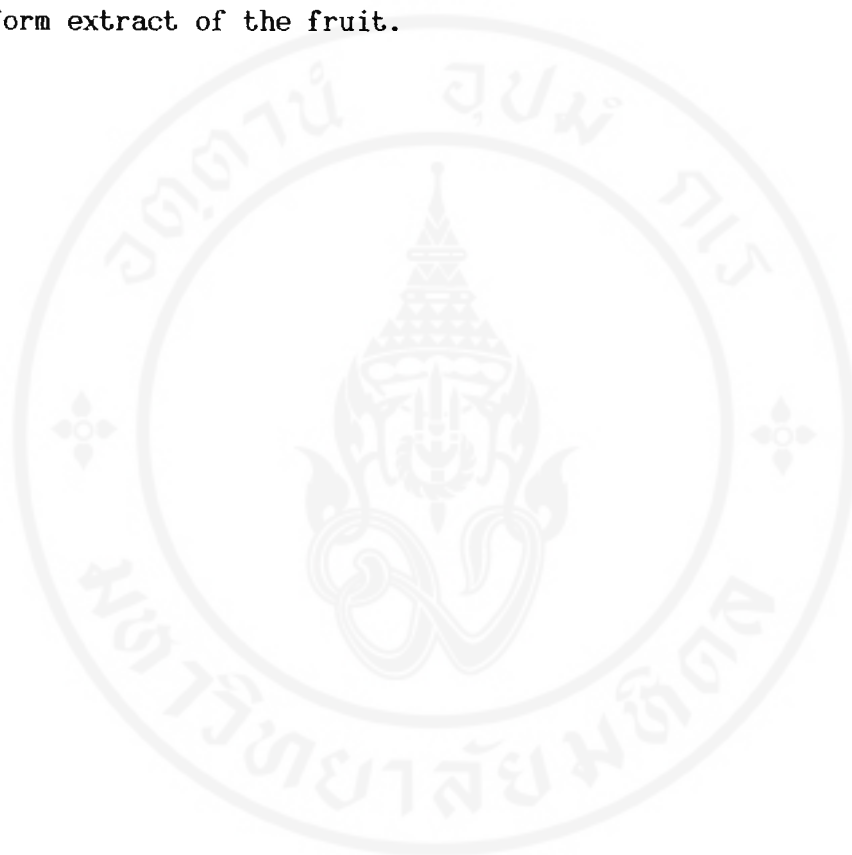 orm extract of the fruit.
อตฺตานํ อุปมํ กเร
มหาวิทยาลัยมหิดล